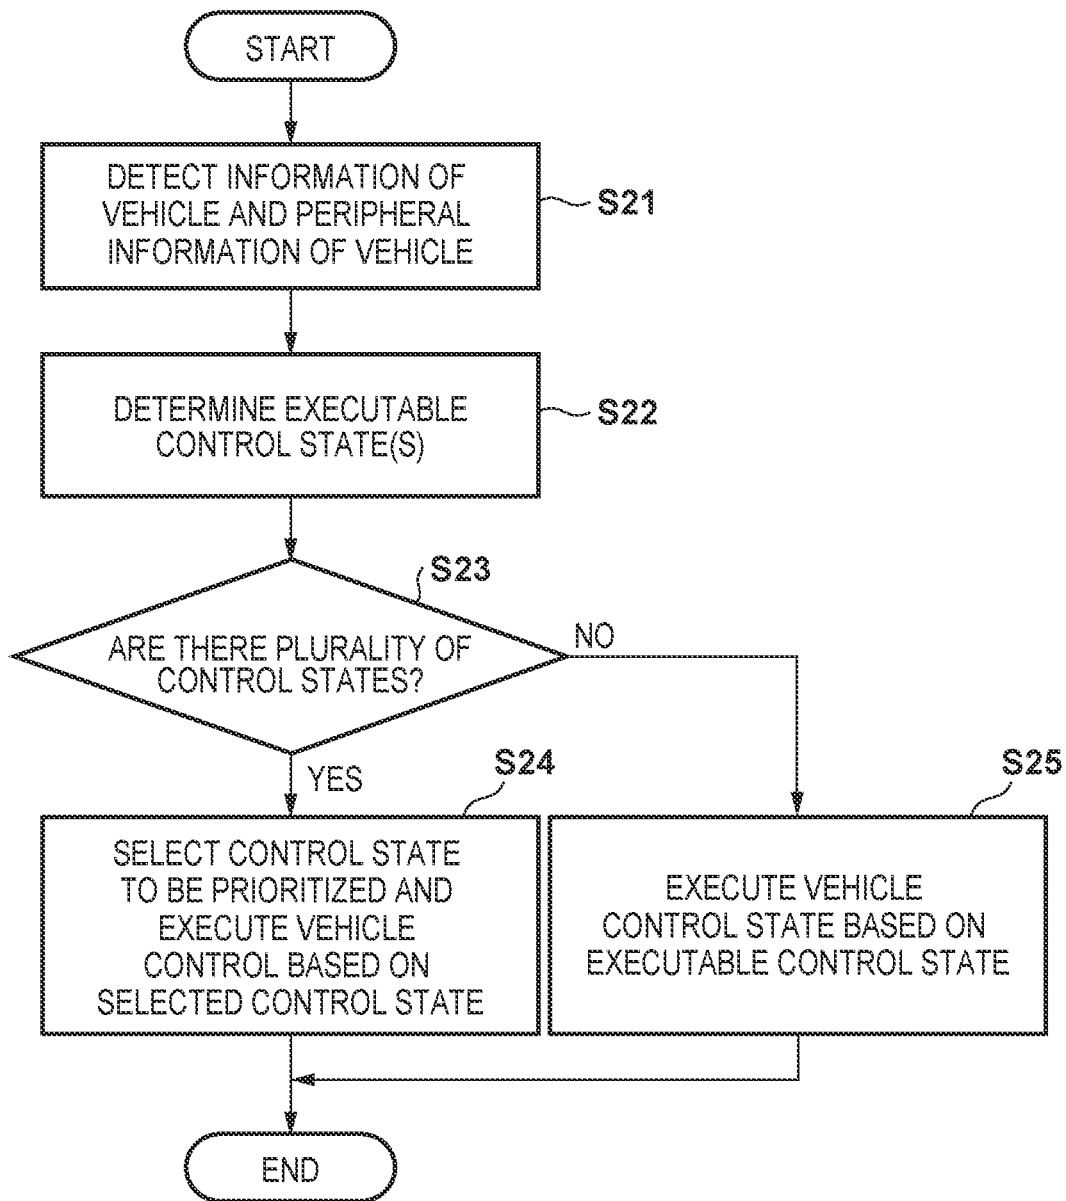 START
DETECT INFORMATION OF
VEHICLE AND PERIPHERAL
INFORMATION OF VEHICLE
S21
DETERMINE EXECUTABLE
CONTROL STATE(S)
S22
S23
ARE THERE PLURALITY OF
CONTROL STATES?
NO
YES
S24
SELECT CONTROL STATE
TO BE PRIORITIZED AND
EXECUTE VEHICLE
CONTROL BASED ON
SELECTED CONTROL STATE
S25
EXECUTE VEHICLE
CONTROL STATE BASED ON
EXECUTABLE CONTROL STATE
END